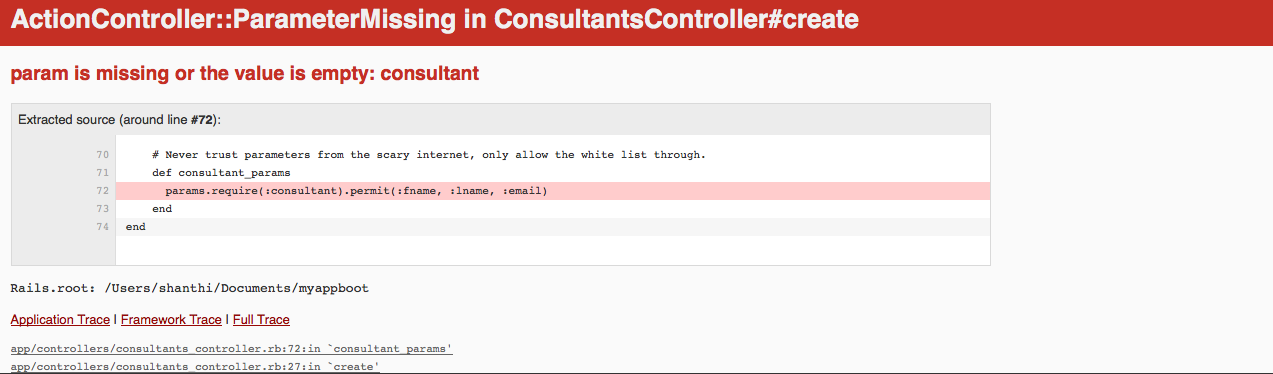 ActionController::ParameterMissing in ConsultantsController#create
param is missing or the value is empty: consultant
Extracted source (around line #72):
70 # Never trust parameters from the scary internet, only allow the white list through.
71 def consultant_params
72 params.require(:consultant).permit(:fname, :lname, :email)
73 end
74 end
Rails.root: /Users/shanthi/Documents/myappboot
Application Trace | Framework Trace | Full Trace
app/controllers/consultants_controller.rb:72:in `consultant_params'
app/controllers/consultants_controller.rb:27:in `create'